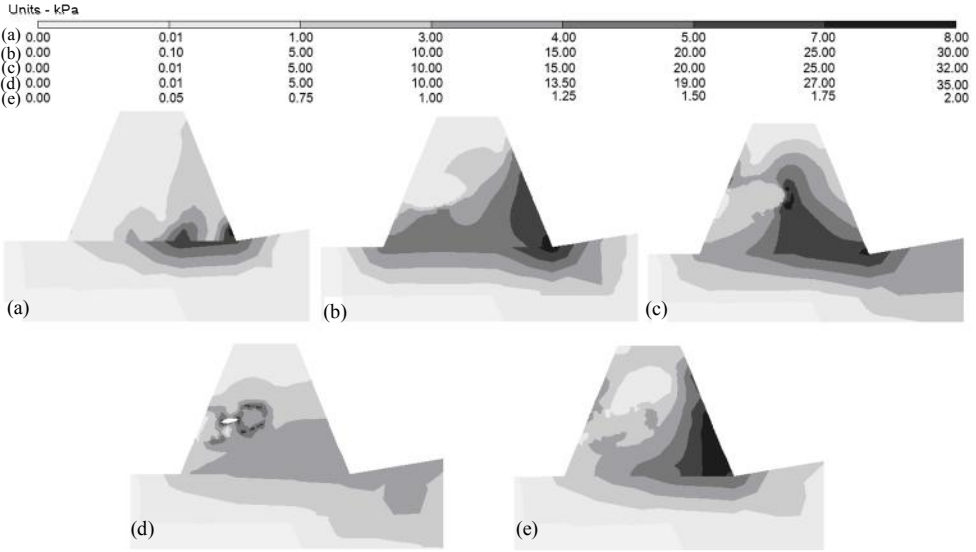 Units - kPa
(a) 0.00 0.01 1.00 3.00 4.00 5.00 7.00 8.00
(b) 0.00 0.10 5.00 10.00 15.00 20.00 25.00 30.00
(c) 0.00 0.01 5.00 10.00 15.00 20.00 25.00 32.00
(d) 0.00 0.01 5.00 10.00 13.50 19.00 27.00 35.00
(e) 0.00 0.05 0.75 1.00 1.25 1.50 1.75 2.00
(a)
(b)
(c)
(d)
(e)